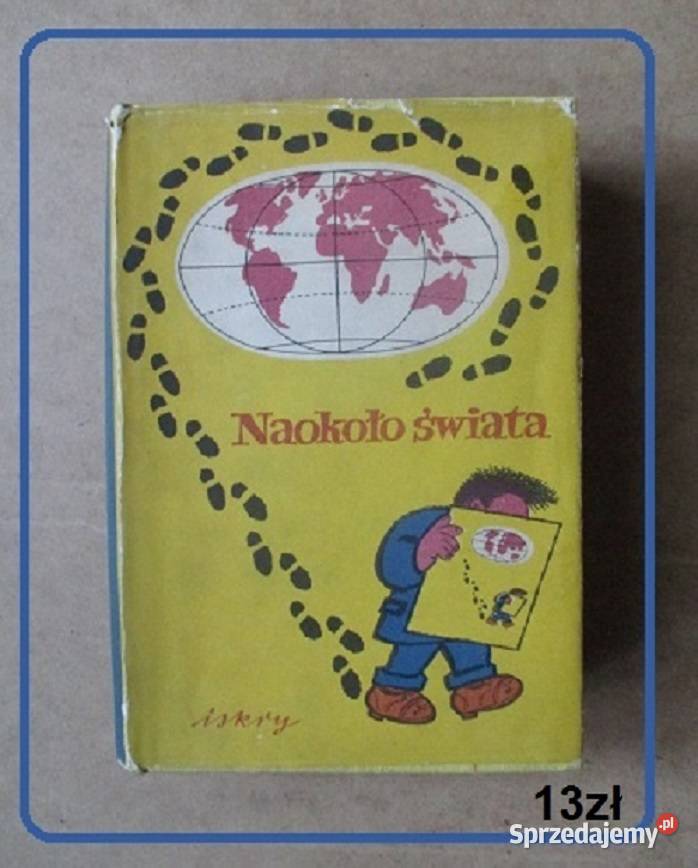 Naokoło świata
iskry
13zł
Sprzedajemy.pl